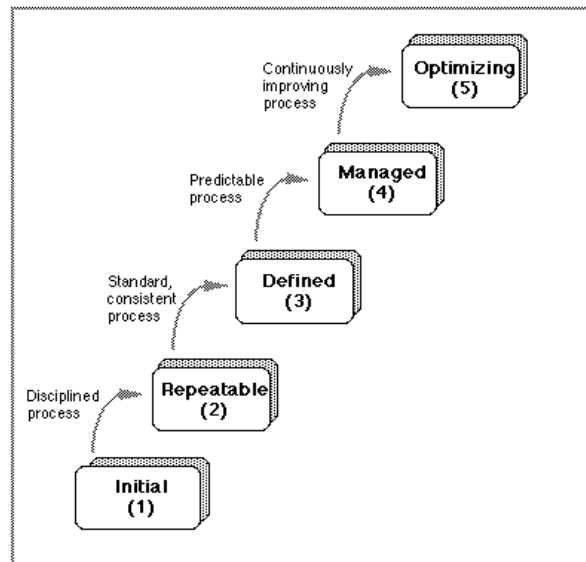 Continuously
improving
process
Optimizing
(5)
Predictable
process
Managed
(4)
Standard,
consistent
process
Defined
(3)
Disciplined
process
Repeatable
(2)
Initial
(1)